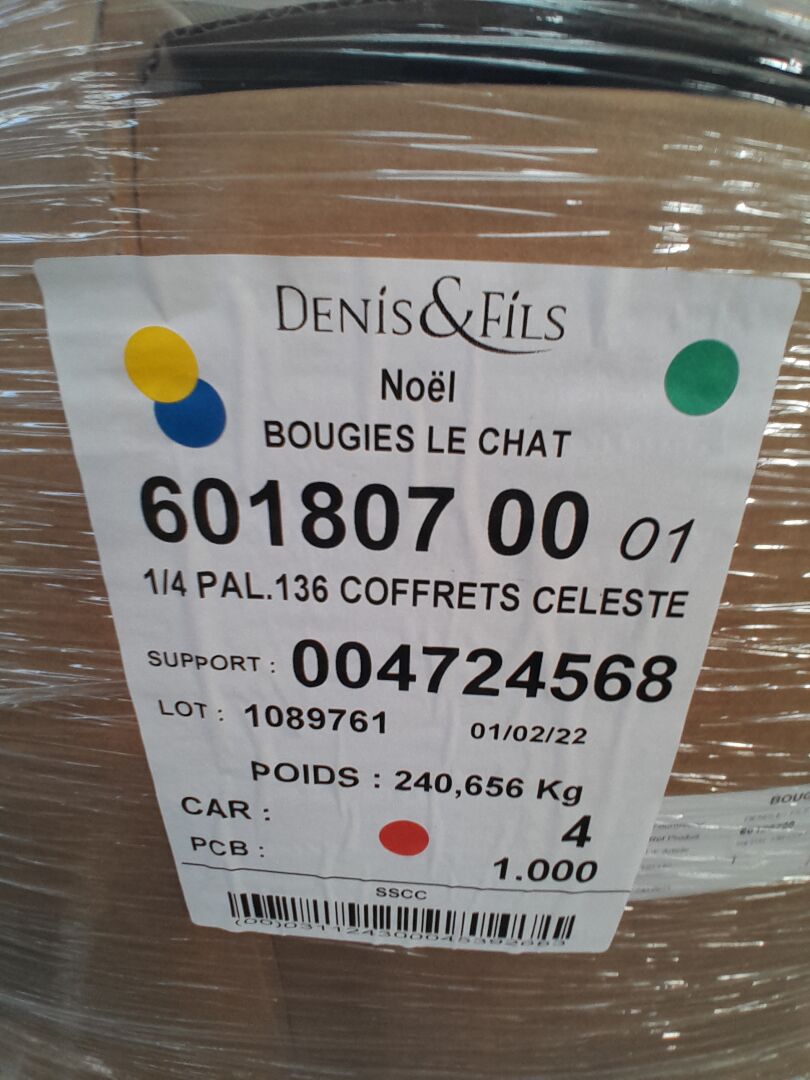 DENIS & FILS
Noël
BOUGIES LE CHAT
601807 00 01
1/4 PAL.136 COFFRETS CELESTE
SUPPORT : 004724568
LOT : 1089761 01/02/22
POIDS : 240,656 Kg
CAR : 4
PCB : 1.000
SSCC
BOUG